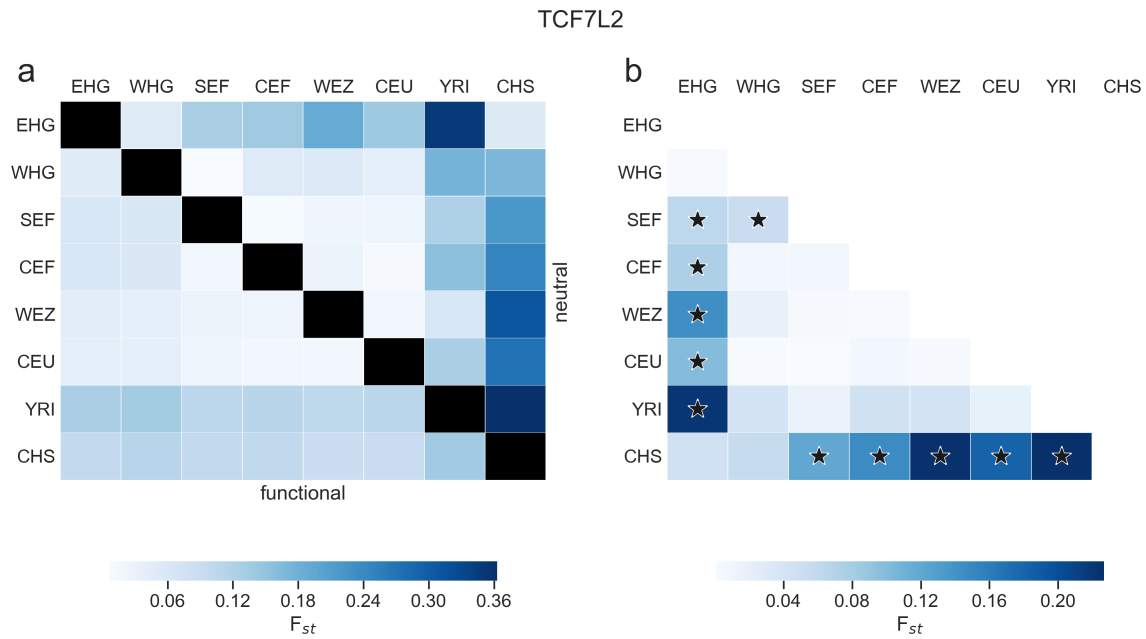 TCF7L2
a
EHG WHG SEF CEF WEZ CEU YRI CHS
EHG
WHG
SEF
CEF
WEZ
CEU
YRI
CHS
functional
neutral
0.06 0.12 0.18 0.24 0.30 0.36
Fst
b
EHG WHG SEF CEF WEZ CEU YRI CHS
EHG
WHG
SEF
CEF
WEZ
CEU
YRI
CHS
0.04 0.08 0.12 0.16 0.20
Fst